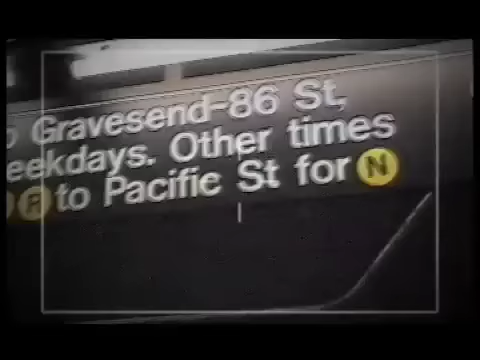 o Gravesend-86 St,
eekdays. Other times
R to Pacific St for N